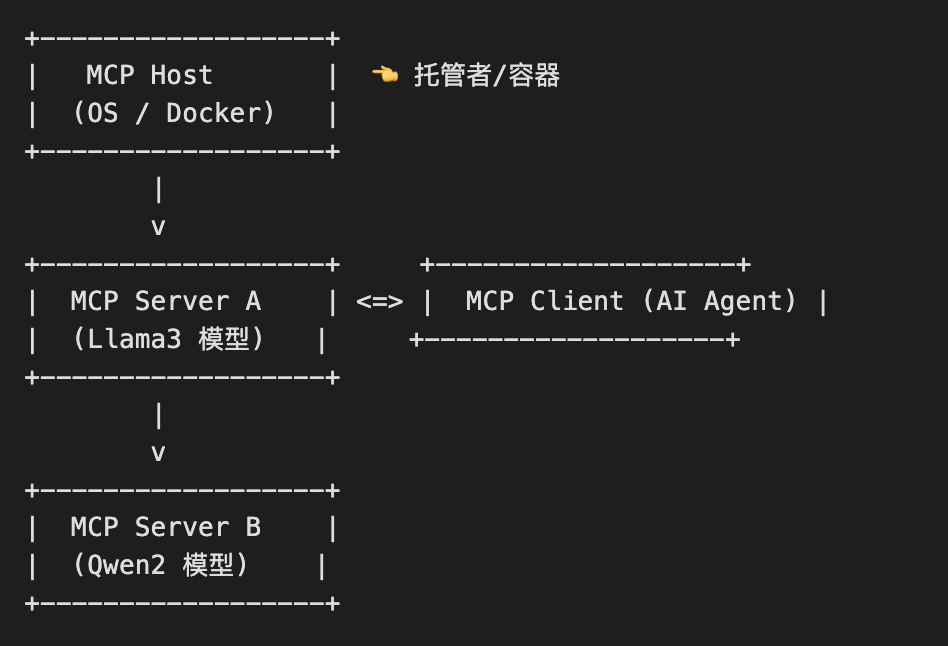 +------------------+
|   MCP Host       |  👈 托管者/容器
|  (OS / Docker)   |
+------------------+
        |
        v
+------------------+     +-------------------+
|  MCP Server A    | <=> |  MCP Client (AI Agent) |
|  (Llama3 模型)   |     +-------------------+
+------------------+
        |
        v
+------------------+
|  MCP Server B    |
|  (Qwen2 模型)    |
+------------------+